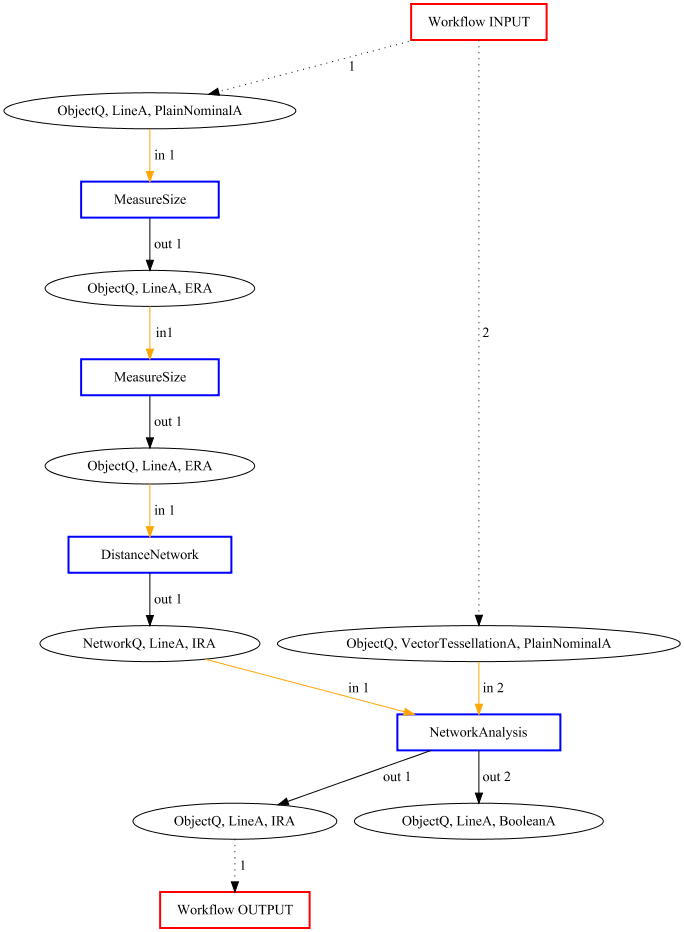 Workflow INPUT
1
ObjectQ, LineA, PlainNominalA
in 1
MeasureSize
out 1
ObjectQ, LineA, ERA
in1
2
MeasureSize
out 1
ObjectQ, LineA, ERA
in 1
DistanceNetwork
out 1
NetworkQ, LineA, IRA
ObjectQ, VectorTessellationA, PlainNominalA
in 1
in 2
NetworkAnalysis
out 1
out 2
ObjectQ, LineA, IRA
ObjectQ, LineA, BooleanA
1
Workflow OUTPUT